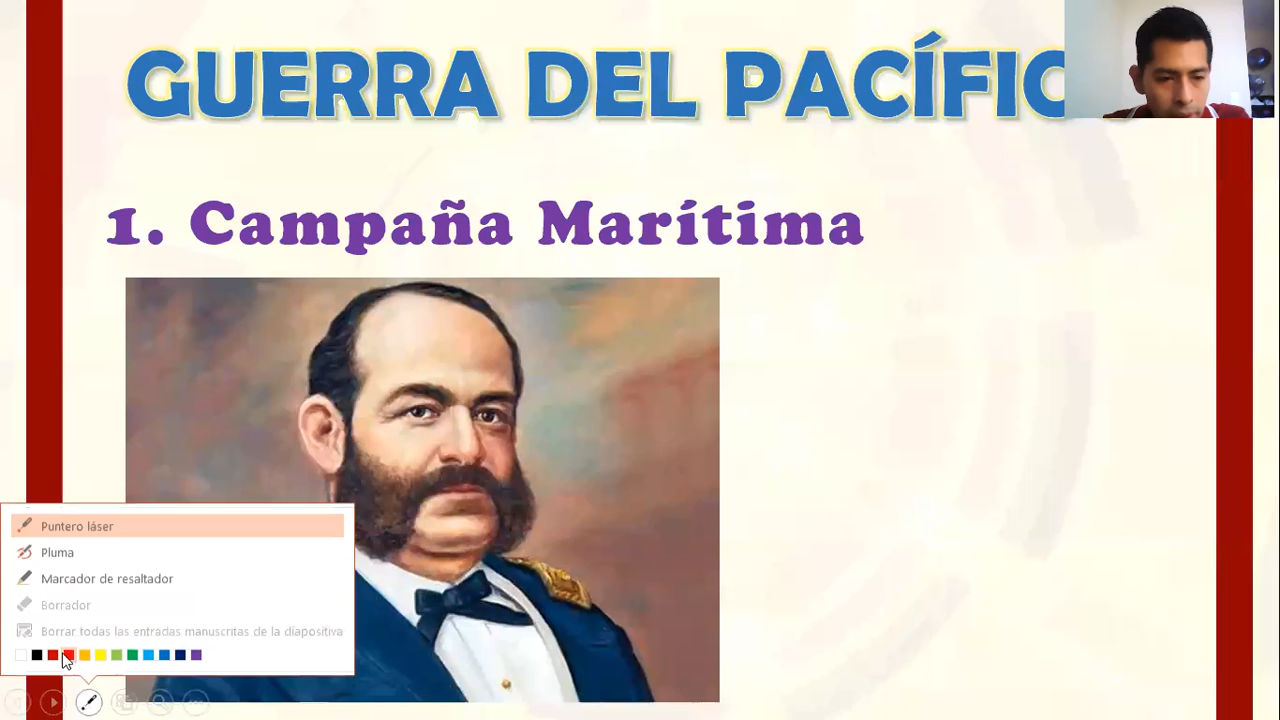 GUERRA DEL PACÍFIC
1. Campaña Marítima
Puntero láser
Pluma
Marcador de resaltador
Borrador
Borrar todas las entradas manuscritas de la diapositiva